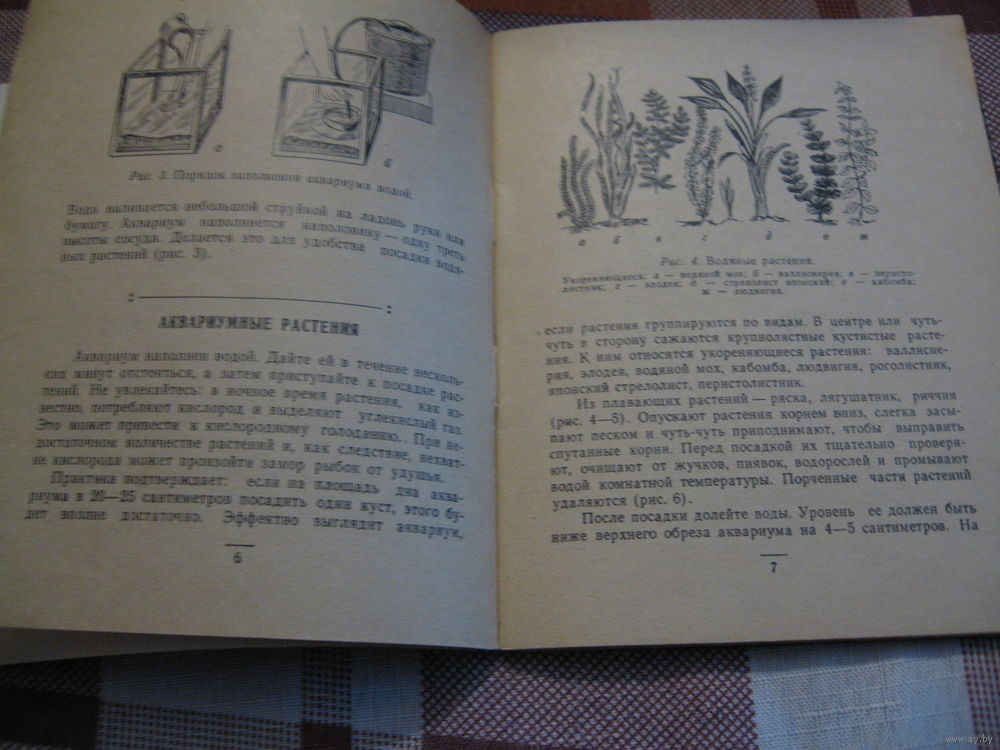 а
б
Рис. 3. Порядок заполнения аквариума водой.
Вода наливается небольшой струйкой на ладонь руки или
бумагу. Аквариум наполняется наполовину — одну треть
высоты сосуда. Делается это для удобства посадки водя-
ных растений (рис. 3).
АКВАРИУМНЫЕ РАСТЕНИЯ
Аквариум наполнен водой. Дайте ей в течение несколь-
ких минут отстояться, а затем приступайте к посадке рас-
тений. Не увлекайтесь: в ночное время растения, как из-
вестно, потребляют кислород и выделяют углекислый газ.
Это может привести к кислородному голоданию. При не-
достаточном количестве растений и, как следствие, нехват-
ке кислорода может произойти замор рыбок от удушья.
Практика подтверждает: если на площадь дна аква-
риума в 20—25 сантиметров посадить один куст, этого бу-
дет вполне достаточно. Эффектно выглядит аквариум,
6
а б в г д е ж
Рис. 4. Водяные растения.
Укореняющиеся: а — водяной мох; б — валлиснерия; в — перисто-
листник; г — элодея; д — стрелолист японский; е — кабомба;
ж — людвигия.
если растения группируются по видам. В центре или чуть-
чуть в сторону сажаются крупнолистные кустистые расте-
ния. К ним относятся укореняющиеся растения: валлисне-
рия, элодея, водяной мох, кабомба, людвигия, роголистник,
японский стрелолист, перистолистник.
Из плавающих растений — ряска, лягушатник, риччия
(рис. 4—5). Опускают растения корнем вниз, слегка засы-
пают песком и чуть-чуть приподнимают, чтобы выправить
спутанные корни. Перед посадкой их тщательно проверя-
ют, очищают от жучков, пиявок, водорослей и промывают
водой комнатной температуры. Порченные части растений
удаляются (рис. 6).
После посадки долейте воды. Уровень ее должен быть
ниже верхнего обреза аквариума на 4—5 сантиметров. На
7
www.ay.by